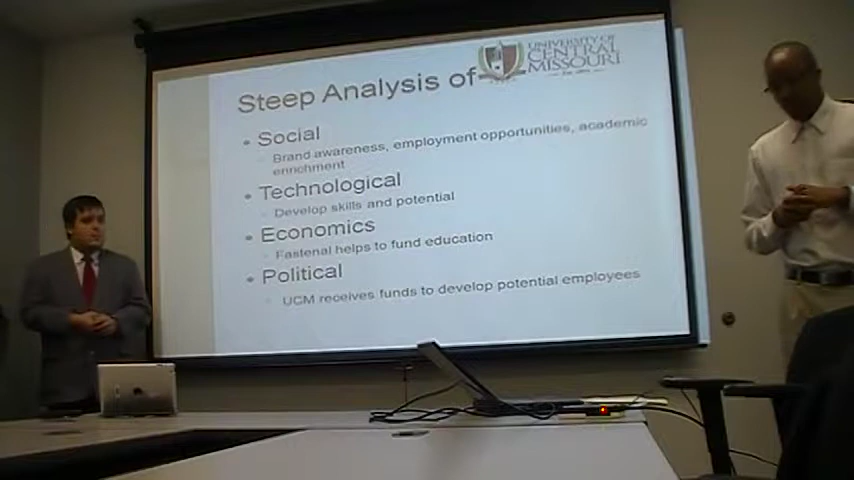 Steep Analysis of
UNIVERSITY OF
CENTRAL
MISSOURI
• Social
Brand awareness, employment opportunities, academic
enrichment
• Technological
Develop skills and potential
• Economics
Fastenal helps to fund education
• Political
UCM receives funds to develop potential employees